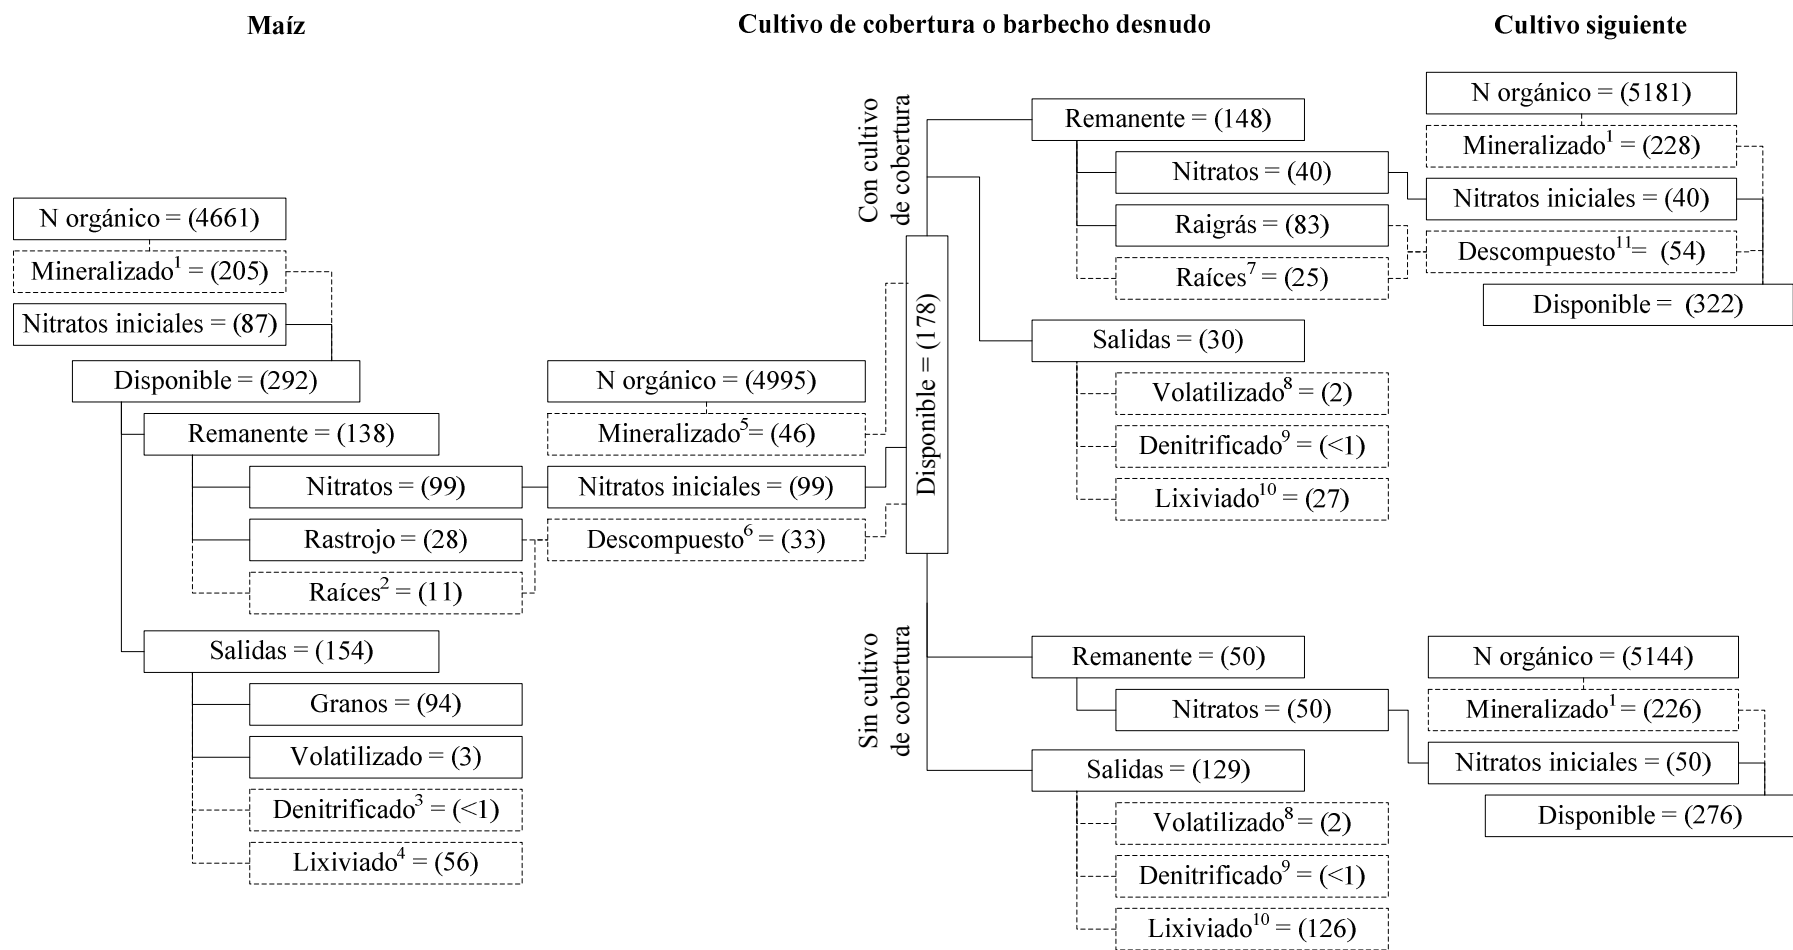 Maíz
N orgánico = (4661)
Mineralizado¹ = (205)
Nitratos iniciales = (87)
Disponible = (292)
Remanente = (138)
Nitratos = (99)
Rastrojo = (28)
Raíces² = (11)
Salidas = (154)
Granos = (94)
Volatilizado = (3)
Denitrificado³ = (<1)
Lixiviado⁴ = (56)
Cultivo de cobertura o barbecho desnudo
N orgánico = (4995)
Mineralizado⁵= (46)
Nitratos iniciales = (99)
Descompuesto⁶ = (33)
Disponible = (178)
Con cultivo
de cobertura
Remanente = (148)
Nitratos = (40)
Raigrás = (83)
Raíces⁷ = (25)
Salidas = (30)
Volatilizado⁸ = (2)
Denitrificado⁹ = (<1)
Lixiviado¹⁰ = (27)
Sin cultivo
de cobertura
Remanente = (50)
Nitratos = (50)
Salidas = (129)
Volatilizado⁸ = (2)
Denitrificado⁹ = (<1)
Lixiviado¹⁰ = (126)
Cultivo siguiente
N orgánico = (5181)
Mineralizado¹ = (228)
Nitratos iniciales = (40)
Descompuesto¹¹= (54)
Disponible = (322)
N orgánico = (5144)
Mineralizado¹ = (226)
Nitratos iniciales = (50)
Disponible = (276)